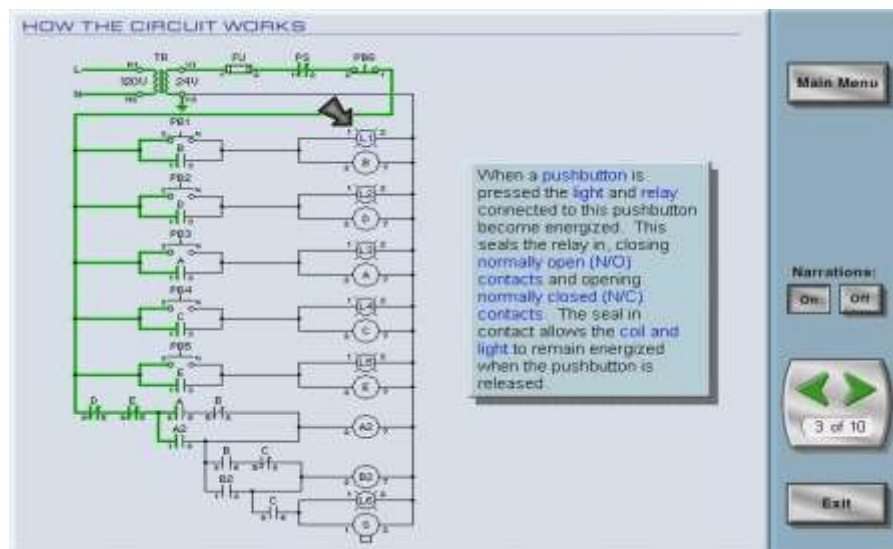 HOW THE CIRCUIT WORKS
TR
FU
PS
PB6
120V
24V
PB1
L1
B
B
PB2
D
D
PB3
A
A
PB4
C
C
PB5
E
E
D
E
A
B
A2
A2
B
C
B2
B2
C
S
When a pushbutton is
pressed the light and relay
connected to this pushbutton
become energized. This
seals the relay in, closing
normally open (N/O)
contacts and opening
normally closed (N/C)
contacts. The seal in
contact allows the coil and
light to remain energized
when the pushbutton is
released.
Main Menu
Narrations:
On
Off
3 of 10
Exit